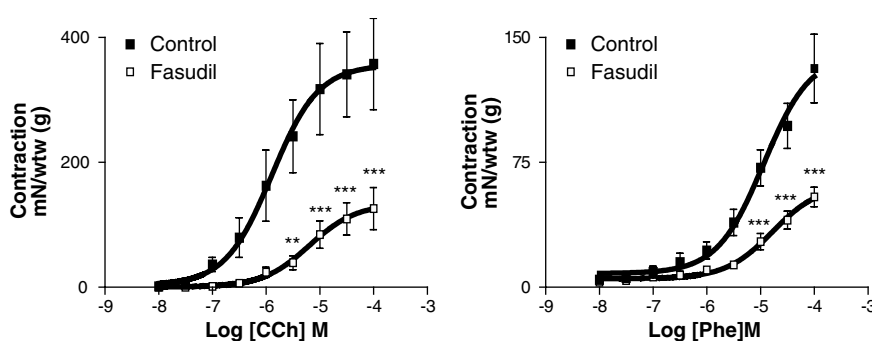 400
200
0
Contraction
mN/wtw (g)
Control
Fasudil
**
***
***
***
-9
-8
-7
-6
-5
-4
-3
Log [CCh] M
150
75
0
Contraction
mN/wtw (g)
Control
Fasudil
***
***
***
-9
-8
-7
-6
-5
-4
-3
Log [Phe]M